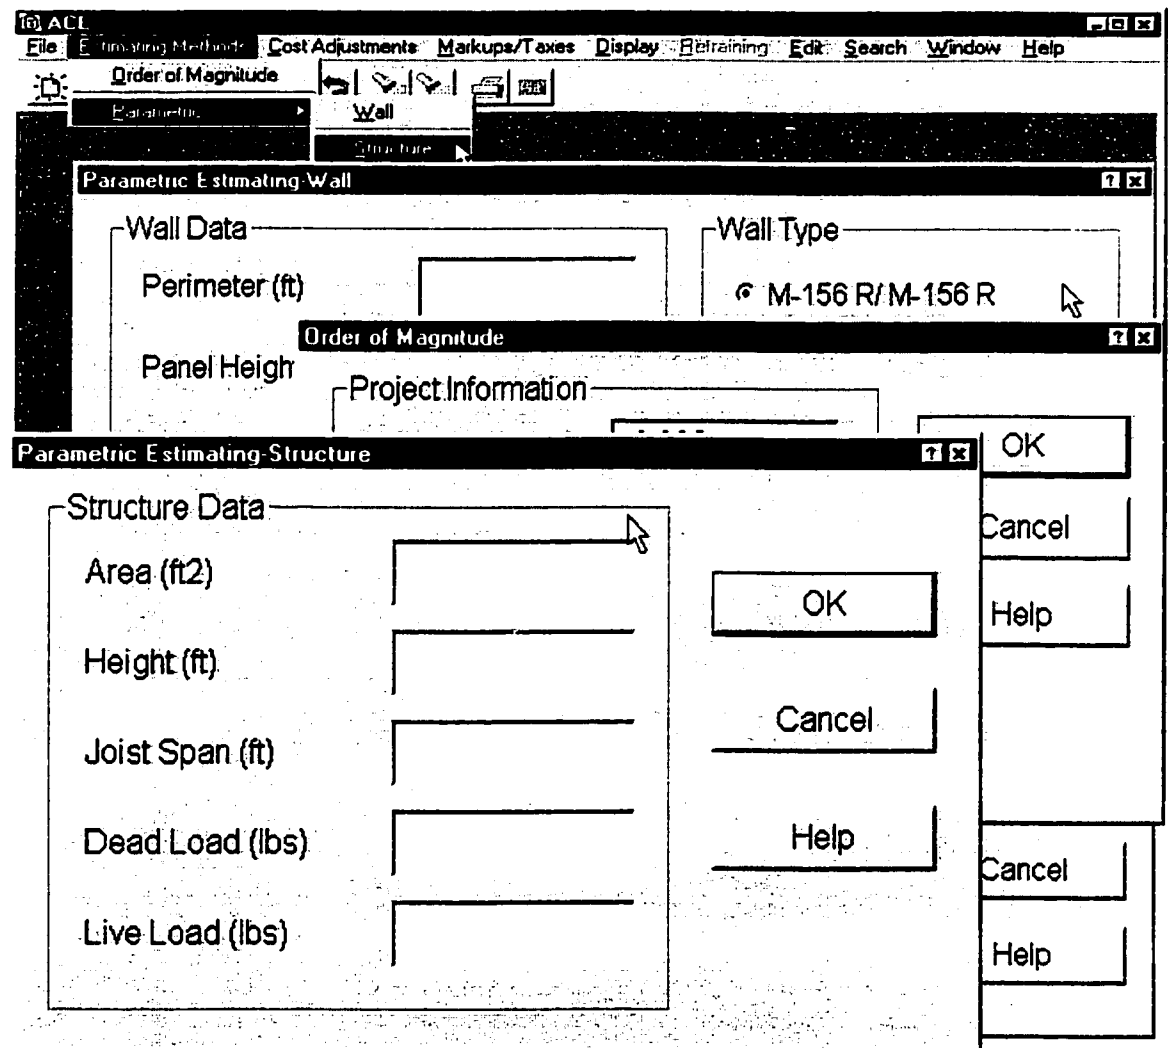 ACE
File Estimating Methods Cost Adjustments Markups/Taxes Display Retraining Edit Search Window Help
Order of Magnitude
Parametric
Wall
Structure
Parametric Estimating-Wall
Wall Data
Wall Type
Perimeter (ft)
M-156 R/ M-156 R
Order of Magnitude
Panel Heigh
Project Information
OK
Cancel
Help
Parametric Estimating-Structure
Structure Data
Area (ft2)
Height (ft)
Joist Span (ft)
Dead Load (lbs)
Live Load (lbs)
OK
Cancel
Help
Cancel
Help